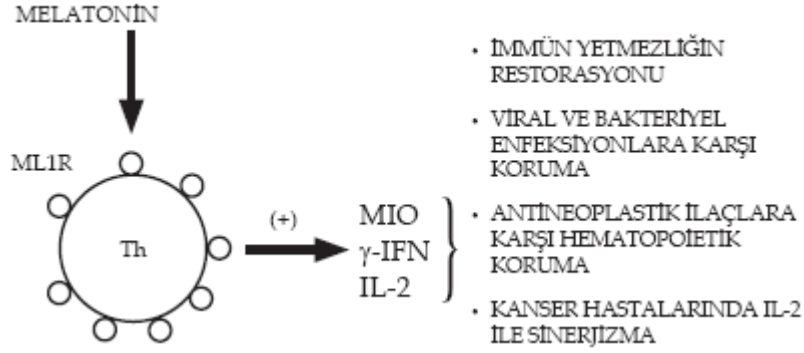 MELATONİN
ML1R
Th
(+)
MIO
γ-IFN
IL-2
• İMMÜN YETMEZLİĞİN
RESTORASYONU
• VİRAL VE BAKTERİYEL
ENFEKSİYONLARA KARŞI
KORUMA
• ANTİNEOPLASTİK İLAÇLARA
KARŞI HEMATOPOİETİK
KORUMA
• KANSER HASTALARINDA IL-2
İLE SİNERJİZMA